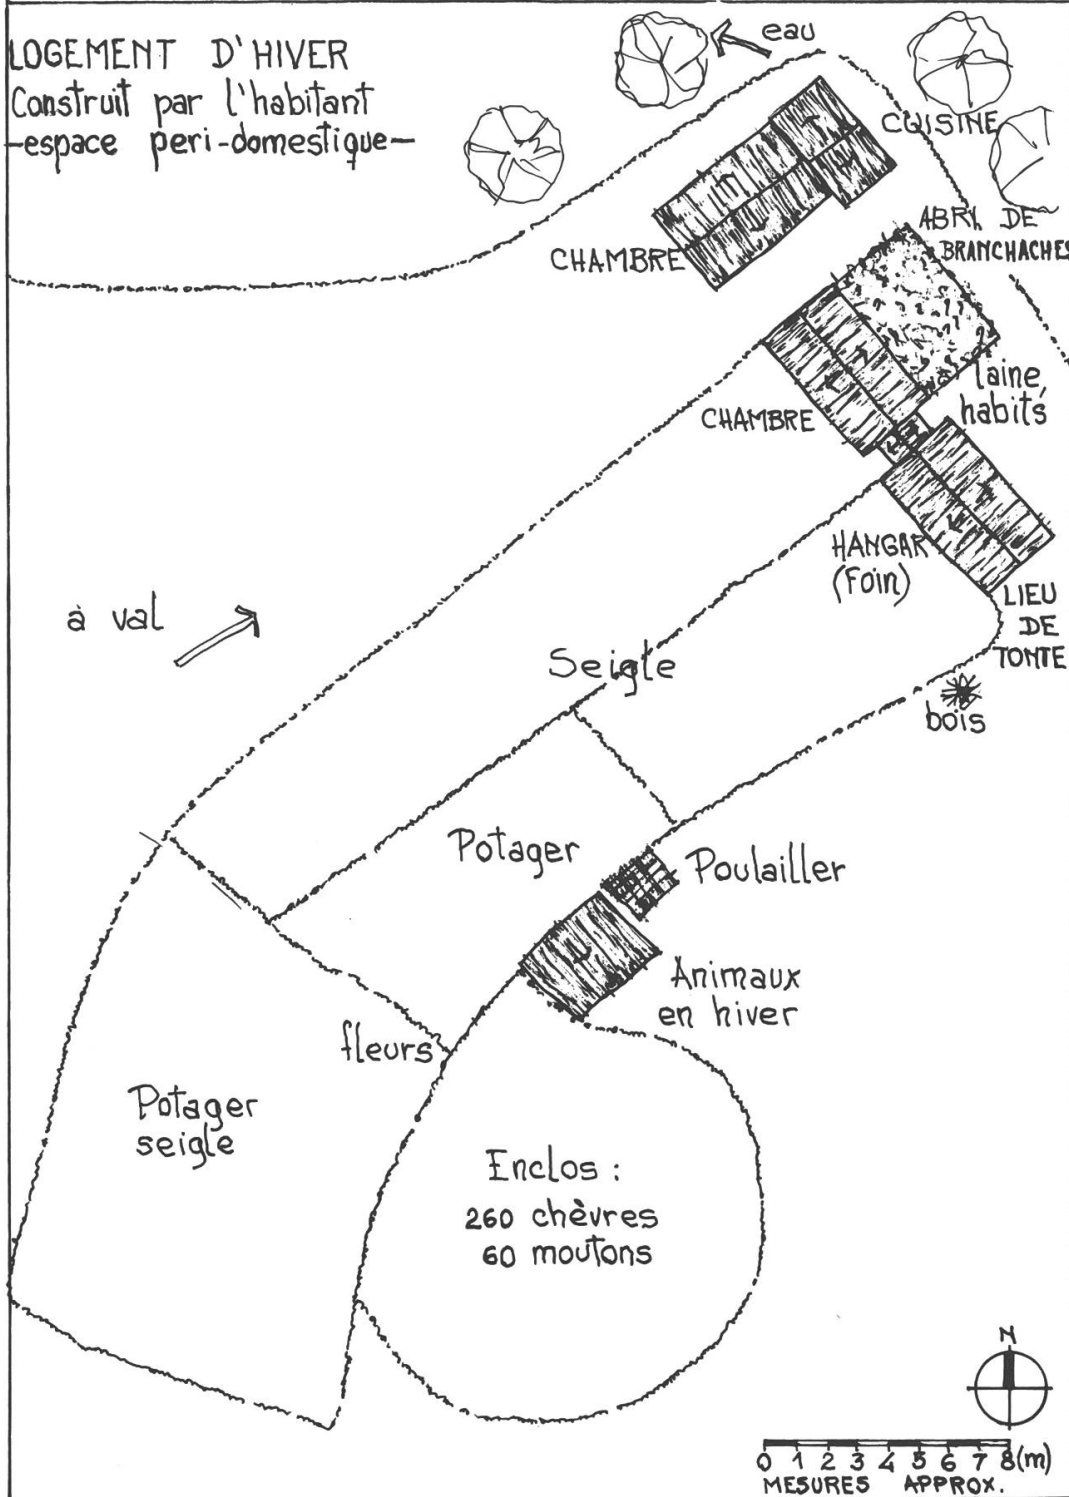 LOGEMENT D'HIVER
Construit par l'habitant
-espace peri-domestique-
eau
CUISINE
CHAMBRE
ABRI DE
BRANCHACHES
laine,
habits
CHAMBRE
HANGAR
(Foin)
LIEU
DE
TONTE
à val
Seigle
bois
Potager
Poulailler
Animaux
en hiver
fleurs
Potager
seigle
Enclos :
260 chèvres
60 moutons
N
0 1 2 3 4 5 6 7 8(m)
MESURES APPROX.